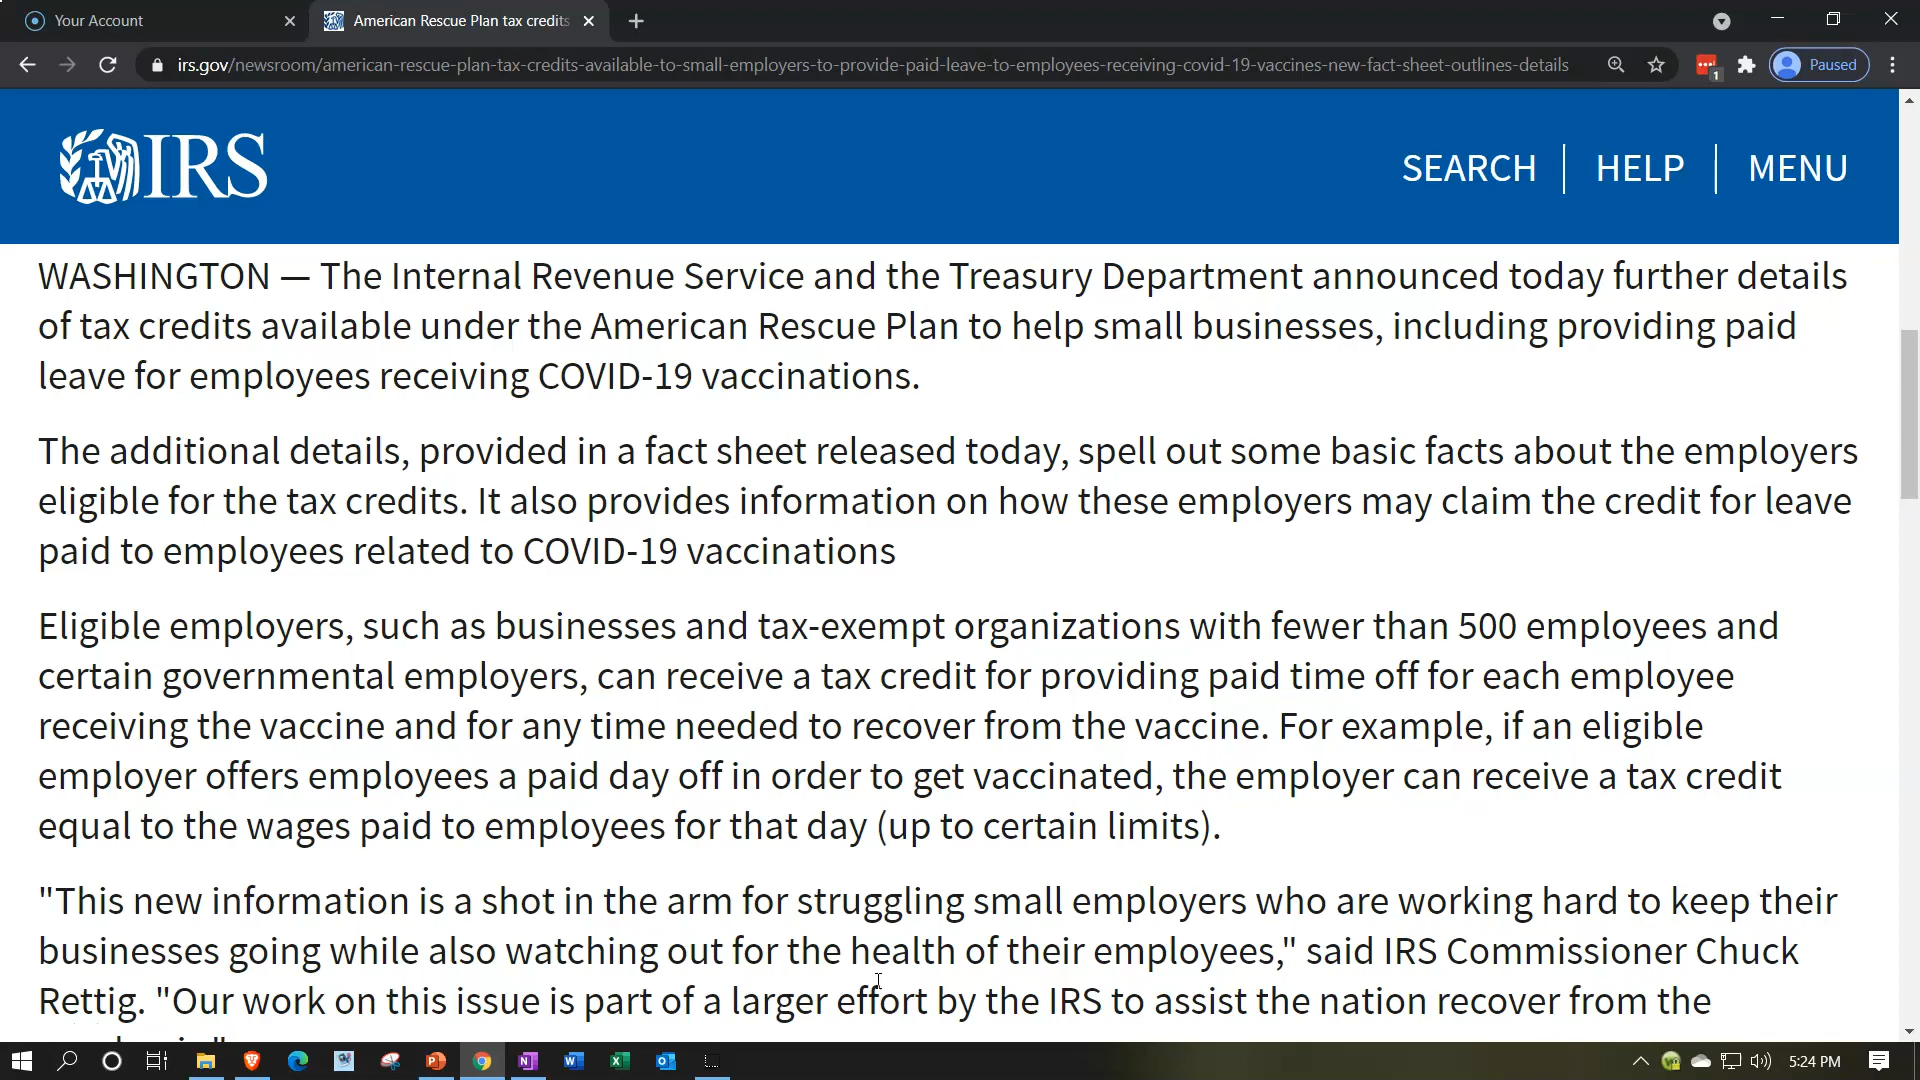 Your Account
American Rescue Plan tax credits
irs.gov/newsroom/american-rescue-plan-tax-credits-available-to-small-employers-to-provide-paid-leave-to-employees-receiving-covid-19-vaccines-new-fact-sheet-outlines-details
1
Paused
IRS
SEARCH
HELP
MENU
WASHINGTON — The Internal Revenue Service and the Treasury Department announced today further details
of tax credits available under the American Rescue Plan to help small businesses, including providing paid
leave for employees receiving COVID-19 vaccinations.
The additional details, provided in a fact sheet released today, spell out some basic facts about the employers
eligible for the tax credits. It also provides information on how these employers may claim the credit for leave
paid to employees related to COVID-19 vaccinations
Eligible employers, such as businesses and tax-exempt organizations with fewer than 500 employees and
certain governmental employers, can receive a tax credit for providing paid time off for each employee
receiving the vaccine and for any time needed to recover from the vaccine. For example, if an eligible
employer offers employees a paid day off in order to get vaccinated, the employer can receive a tax credit
equal to the wages paid to employees for that day (up to certain limits).
"This new information is a shot in the arm for struggling small employers who are working hard to keep their
businesses going while also watching out for the health of their employees," said IRS Commissioner Chuck
Rettig. "Our work on this issue is part of a larger effort by the IRS to assist the nation recover from the
5:24 PM